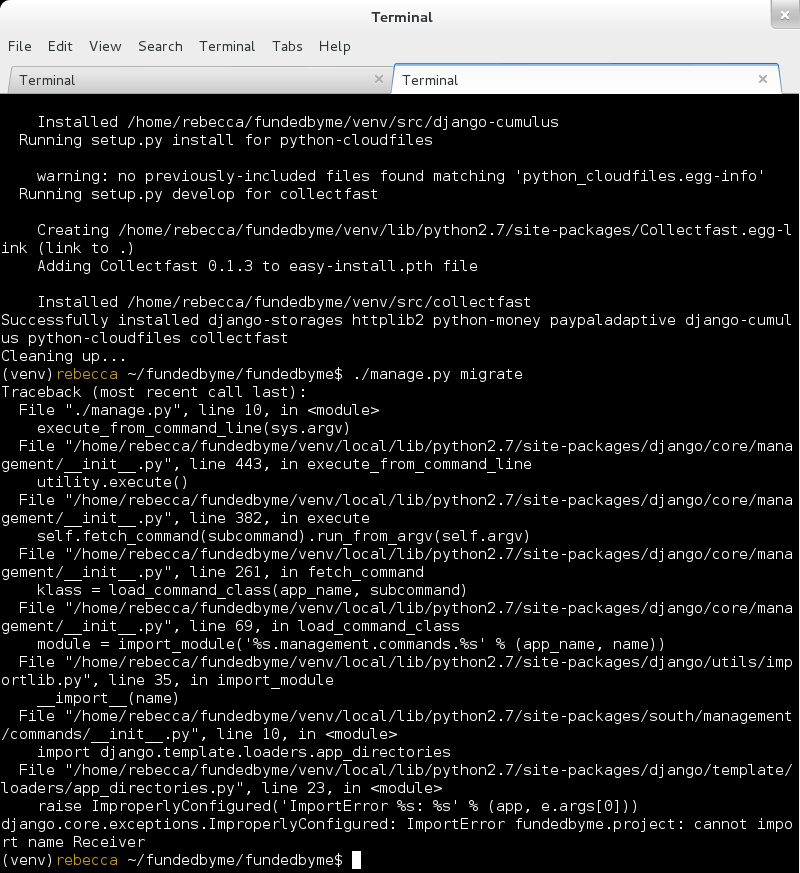 Terminal
×
File Edit View Search Terminal Tabs Help
Terminal × Terminal ×
Installed /home/rebecca/fundedbyme/venv/src/django-cumulus
Running setup.py install for python-cloudfiles
warning: no previously-included files found matching 'python_cloudfiles.egg-info'
Running setup.py develop for collectfast
Creating /home/rebecca/fundedbyme/venv/lib/python2.7/site-packages/Collectfast.egg-l
ink (link to .)
Adding Collectfast 0.1.3 to easy-install.pth file
Installed /home/rebecca/fundedbyme/venv/src/collectfast
Successfully installed django-storages httplib2 python-money paypaladaptive django-cumul
us python-cloudfiles collectfast
Cleaning up...
(venv)rebecca ~/fundedbyme/fundedbyme$ ./manage.py migrate
Traceback (most recent call last):
File "./manage.py", line 10, in <module>
execute_from_command_line(sys.argv)
File "/home/rebecca/fundedbyme/venv/local/lib/python2.7/site-packages/django/core/mana
gement/__init__.py", line 443, in execute_from_command_line
utility.execute()
File "/home/rebecca/fundedbyme/venv/local/lib/python2.7/site-packages/django/core/mana
gement/__init__.py", line 382, in execute
self.fetch_command(subcommand).run_from_argv(self.argv)
File "/home/rebecca/fundedbyme/venv/local/lib/python2.7/site-packages/django/core/mana
gement/__init__.py", line 261, in fetch_command
klass = load_command_class(app_name, subcommand)
File "/home/rebecca/fundedbyme/venv/local/lib/python2.7/site-packages/django/core/mana
gement/__init__.py", line 69, in load_command_class
module = import_module('%s.management.commands.%s' % (app_name, name))
File "/home/rebecca/fundedbyme/venv/local/lib/python2.7/site-packages/django/utils/imp
ortlib.py", line 35, in import_module
__import__(name)
File "/home/rebecca/fundedbyme/venv/local/lib/python2.7/site-packages/south/management
/commands/__init__.py", line 10, in <module>
import django.template.loaders.app_directories
File "/home/rebecca/fundedbyme/venv/local/lib/python2.7/site-packages/django/template/
loaders/app_directories.py", line 23, in <module>
raise ImproperlyConfigured('ImportError %s: %s' % (app, e.args[0]))
django.core.exceptions.ImproperlyConfigured: ImportError fundedbyme.project: cannot impo
rt name Receiver
(venv)rebecca ~/fundedbyme/fundedbyme$